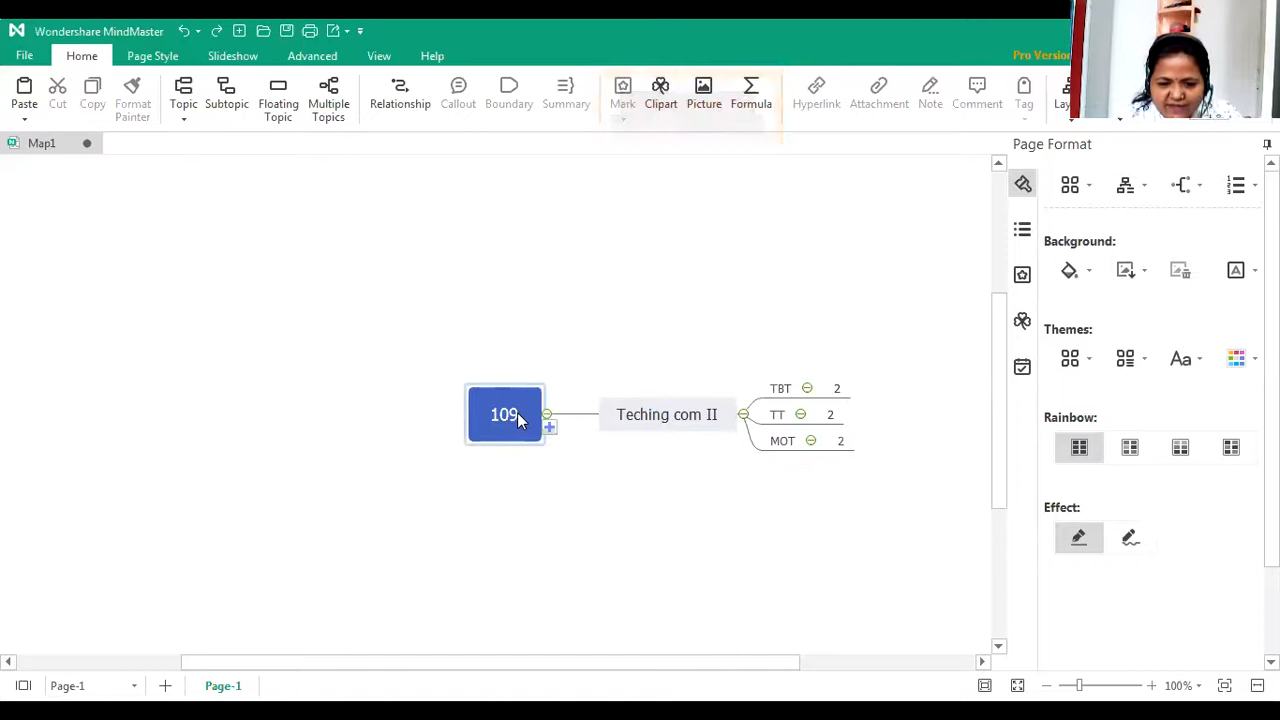 Wondershare MindMaster
File Home Page Style Slideshow Advanced View Help Pro Version
Paste Cut Copy Format Painter Topic Subtopic Floating Topic Multiple Topics Relationship Callout Boundary Summary Mark Clipart Picture Formula Hyperlink Attachment Note Comment Tag
Map1
Page Format
Background:
Themes:
Aa
Rainbow:
Effect:
109
Teching com II
TBT 2
TT 2
MOT 2
Page-1 Page-1 100%